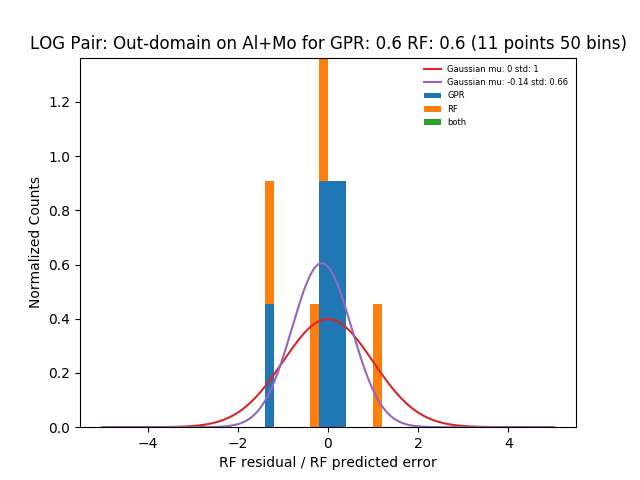 LOG Pair: Out-domain on Al+Mo for GPR: 0.6 RF: 0.6 (11 points 50 bins)
Gaussian mu: 0 std: 1
Gaussian mu: -0.14 std: 0.66
GPR
RF
both
Normalized Counts
1.2
1.0
0.8
0.6
0.4
0.2
0.0
−4 −2 0 2 4
RF residual / RF predicted error